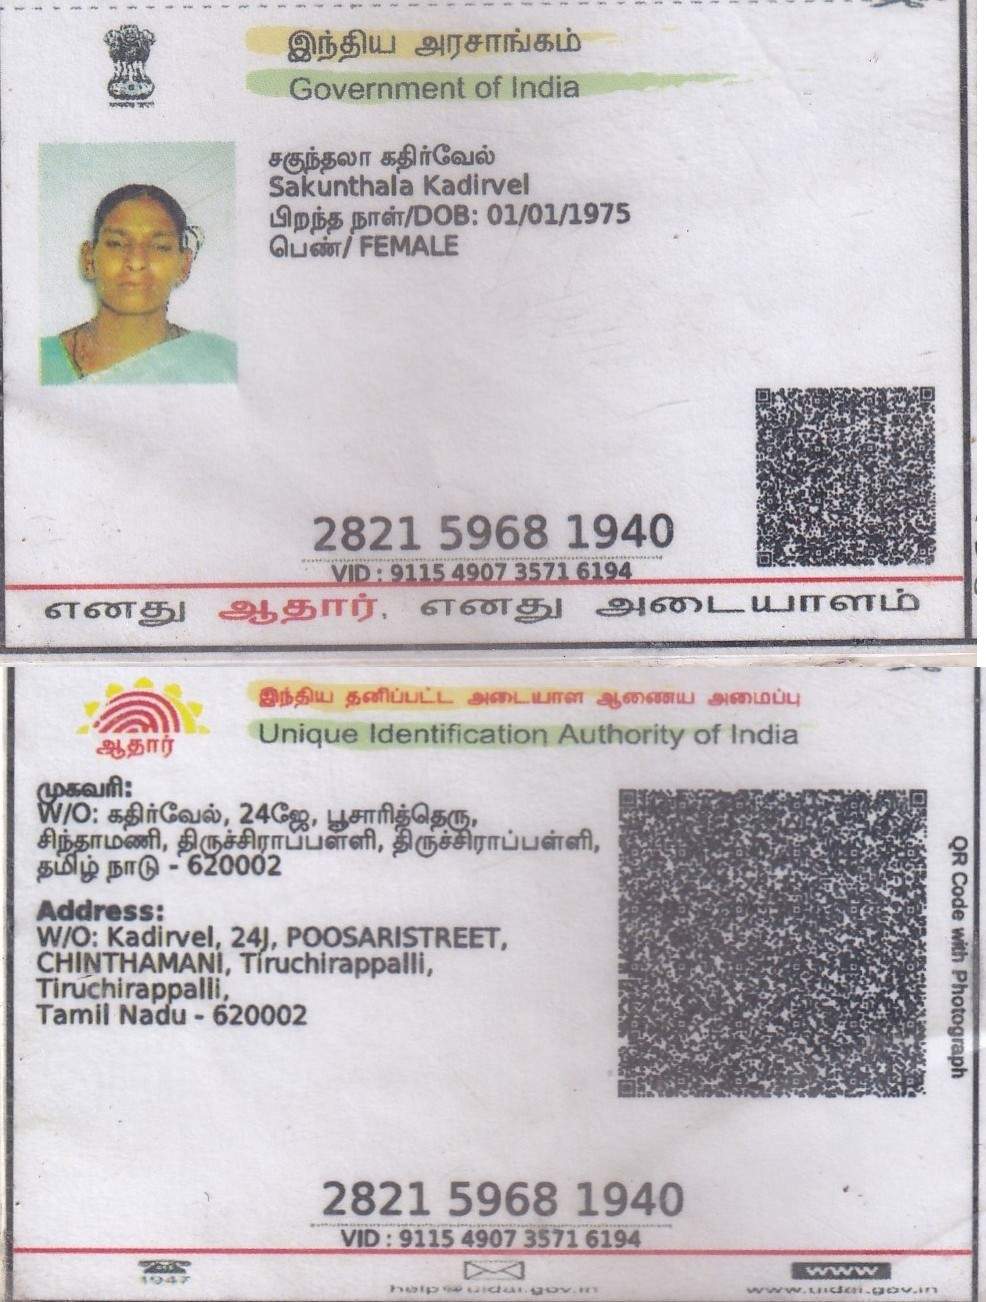 இந்திய அரசாங்கம்
Government of India
சகுந்தலா கதிர்வேல்
Sakunthala Kadirvel
பிறந்த நாள்/DOB: 01/01/1975
பெண்/ FEMALE
2821 5968 1940
VID : 9115 4907 3571 6194
எனது ஆதார், எனது அடையாளம்
இந்திய தனிப்பட்ட அடையாள ஆணைய அமைப்பு
Unique Identification Authority of India
ஆதார்
முகவரி:
W/O: கதிர்வேல், 24ஜே, பூசாரித்தெரு,
சிந்தாமணி, திருச்சிராப்பள்ளி, திருச்சிராப்பள்ளி,
தமிழ் நாடு - 620002
Address:
W/O: Kadirvel, 24J, POOSARISTREET,
CHINTHAMANI, Tiruchirappalli,
Tiruchirappalli,
Tamil Nadu - 620002
QR Code with Photograph
2821 5968 1940
VID : 9115 4907 3571 6194
1947
help@uidai.gov.in
www
www.uidai.gov.in